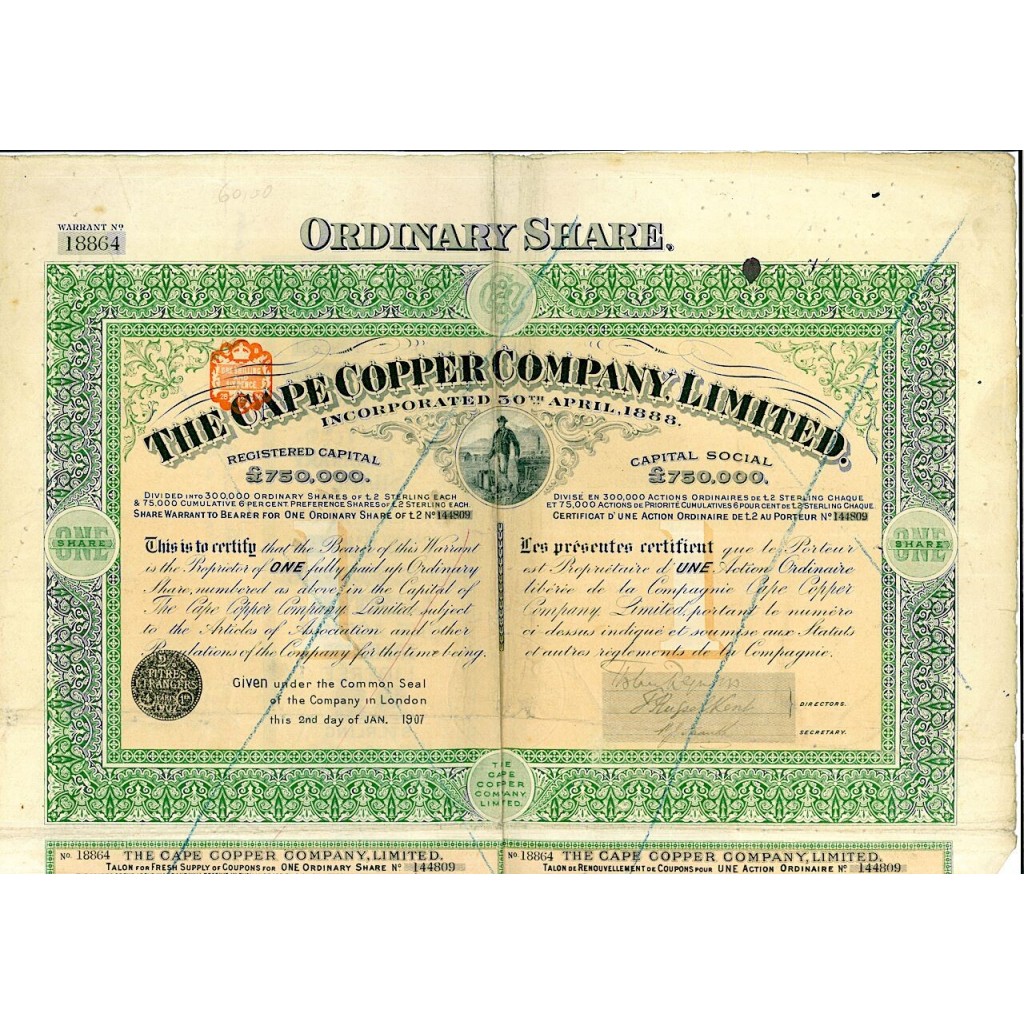 60,00
WARRANT Nº
18864
ORDINARY SHARE.
ONE SHILLING
SIX PENCE
THE CAPE COPPER COMPANY, LIMITED.
INCORPORATED 30TH APRIL, 1888.
REGISTERED CAPITAL
£750,000.
DIVIDED INTO 300,000 ORDINARY SHARES OF £2 STERLING EACH
& 75,000 CUMULATIVE 6 PER CENT PREFERENCE SHARES OF £2 STERLING EACH.
SHARE WARRANT TO BEARER FOR ONE ORDINARY SHARE OF £2 Nº 144809
CAPITAL SOCIAL
£750,000.
DIVISÉ EN 300,000 ACTIONS ORDINAIRES DE £2 STERLING CHAQUE
ET 75,000 ACTIONS DE PRIORITÉ CUMULATIVES 6 POUR CENT DE £2 STERLING CHAQUE.
CERTIFICAT D'UNE ACTION ORDINAIRE DE £2 AU PORTEUR Nº 144809
ONE
SHARE
This is to certify that the Bearer of this Warrant
is the Proprietor of ONE fully paid up Ordinary
Share, numbered as above, in the Capital of
The Cape Copper Company Limited subject
to the Articles of Association and other
Regulations of the Company for the time being.
Given under the Common Seal
of the Company in London
this 2nd day of JAN. 1907
TITRES
ETRANGERS
Les présentes certifient que le Porteur
est Propriétaire d'UNE Action Ordinaire
libérée de la Compagnie Cape Copper
Company Limited, portant le numéro
ci-dessus indiqué et soumise aux Statuts
et autres règlements de la Compagnie.
DIRECTORS.
SECRETARY.
ONE
SHARE
THE
CAPE
COPPER
COMPANY
LIMITED.
No. 18864 THE CAPE COPPER COMPANY, LIMITED.
TALON FOR FRESH SUPPLY OF COUPONS FOR ONE ORDINARY SHARE Nº 144809
No. 18864 THE CAPE COPPER COMPANY, LIMITED.
TALON DE RENOUVELLEMENT DE COUPONS POUR UNE ACTION ORDINAIRE Nº 144809